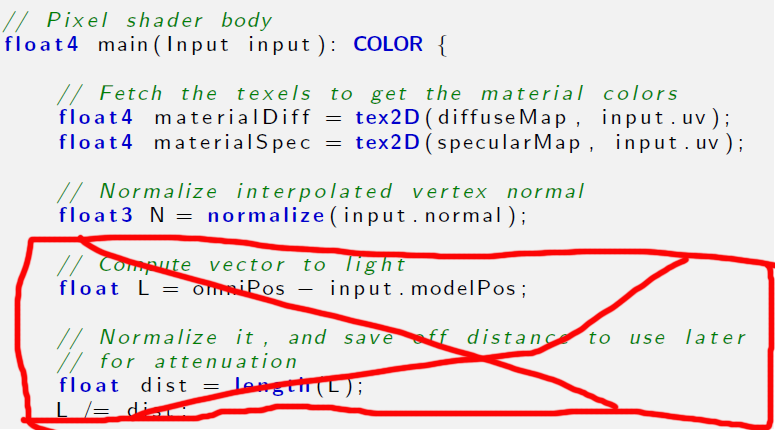 // Pixel shader body
float4 main(Input input): COLOR {
// Fetch the texels to get the material colors
float4 materialDiff = tex2D(diffuseMap, input.uv);
float4 materialSpec = tex2D(specularMap, input.uv);
// Normalize interpolated vertex normal
float3 N = normalize(input.normal);
// Compute vector to light
float L = omniPos − input.modelPos;
// Normalize it, and save off distance to use later
// for attenuation
float dist = length(L);
L /= dist;